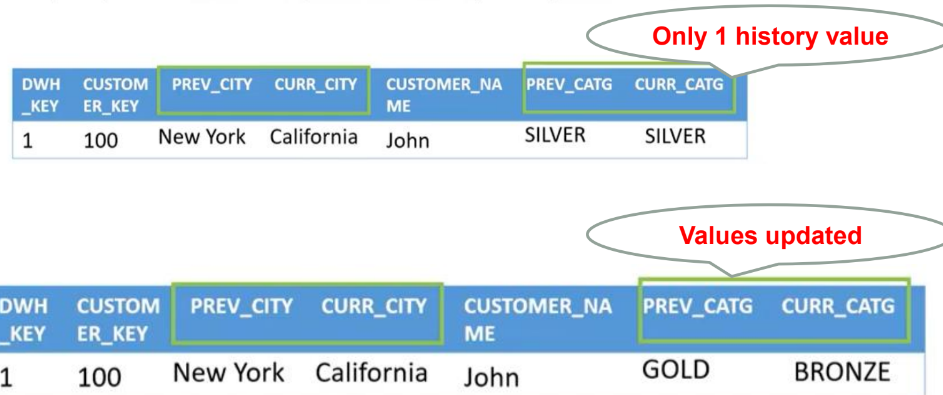 Only 1 history value
DWH CUSTOM PREV_CITY CURR_CITY CUSTOMER_NA PREV_CATG CURR_CATG
_KEY ER_KEY ME
1 100 New York California John SILVER SILVER
Values updated
DWH CUSTOM PREV_CITY CURR_CITY CUSTOMER_NA PREV_CATG CURR_CATG
_KEY ER_KEY ME
1 100 New York California John GOLD BRONZE